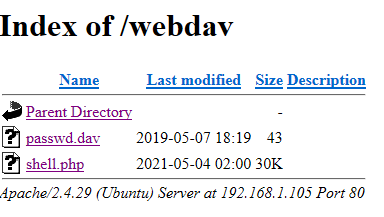 Index of /webdav
Name Last modified Size Description
Parent Directory -
passwd.dav 2019-05-07 18:19 43
shell.php 2021-05-04 02:00 30K
Apache/2.4.29 (Ubuntu) Server at 192.168.1.105 Port 80